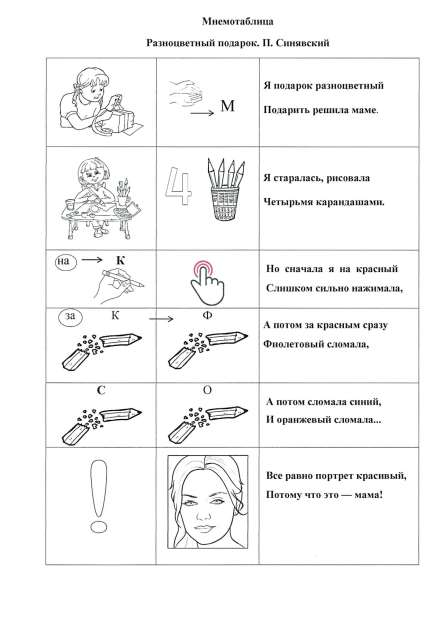 Мнемотаблица
Разноцветный подарок. П. Синявский
М
Я подарок разноцветный
Подарить решила маме.
4
Я старалась, рисовала
Четырьмя карандашами.
на К
Но сначала я на красный
Слишком сильно нажимала,
за К Ф
А потом за красным сразу
Фиолетовый сломала,
С О
А потом сломала синий,
И оранжевый сломала...
!
Все равно портрет красивый,
Потому что это — мама!